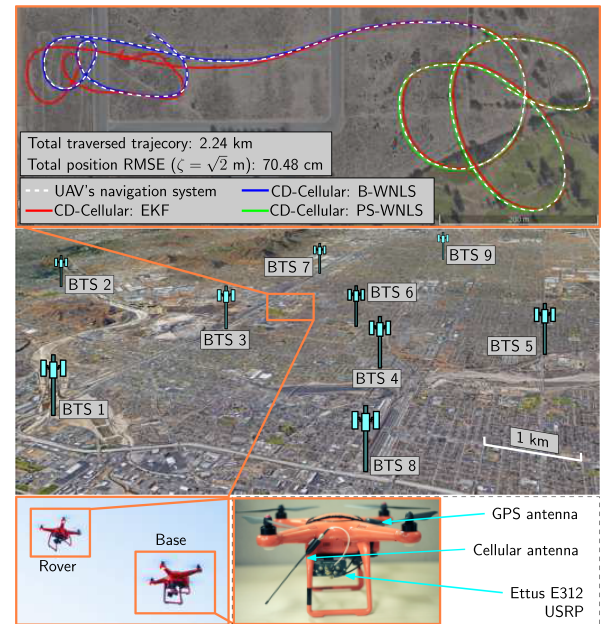 Total traversed trajecory: 2.24 km
Total position RMSE (ζ = √2 m): 70.48 cm
UAV's navigation system
CD-Cellular: B-WNLS
CD-Cellular: EKF
CD-Cellular: PS-WNLS
200 m
BTS 9
BTS 7
BTS 2
BTS 6
BTS 3
BTS 5
BTS 4
BTS 1
1 km
BTS 8
GPS antenna
Base
Cellular antenna
Rover
Ettus E312
USRP